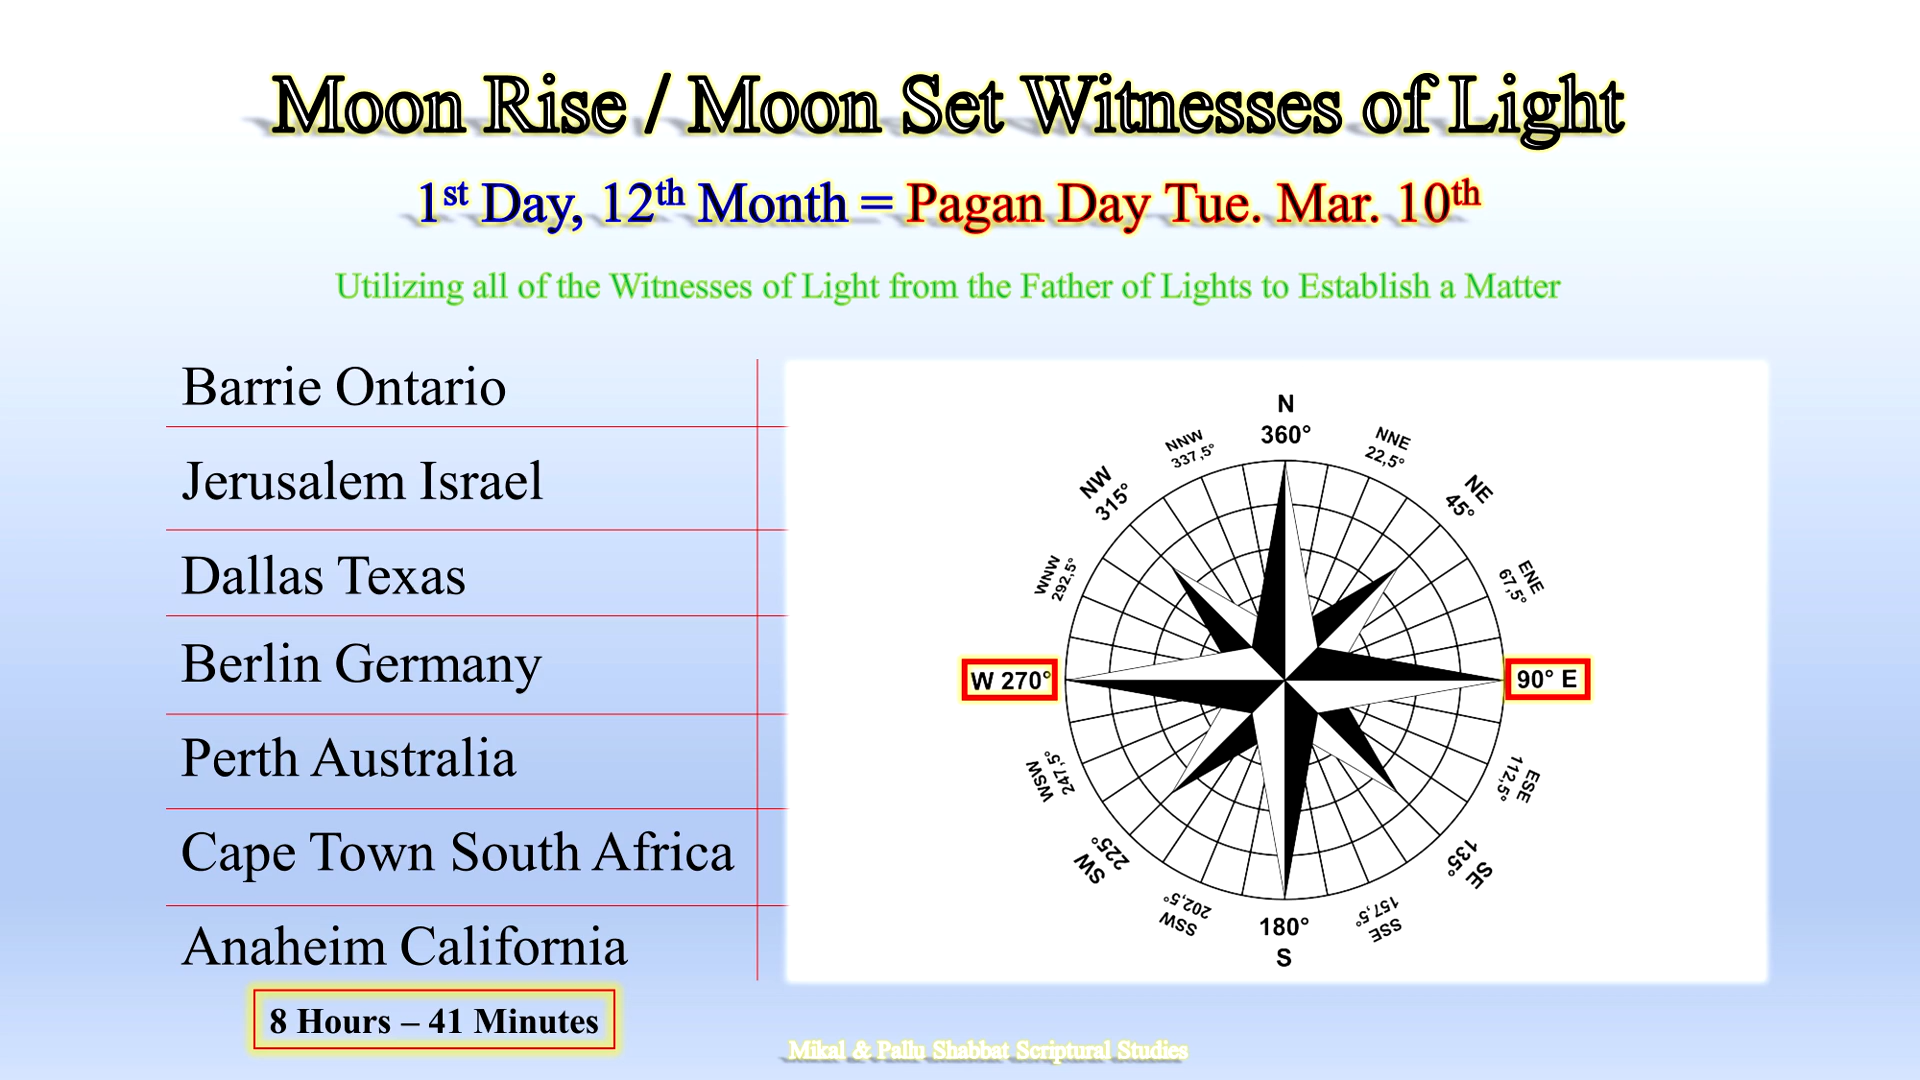 Moon Rise / Moon Set Witnesses of Light
1st Day, 12th Month = Pagan Day Tue. Mar. 10th
Utilizing all of the Witnesses of Light from the Father of Lights to Establish a Matter
Barrie Ontario
Jerusalem Israel
Dallas Texas
Berlin Germany
Perth Australia
Cape Town South Africa
Anaheim California
8 Hours – 41 Minutes
N
360°
NNE
22,5°
NE
45°
ENE
67,5°
90° E
ESE
112,5°
SE
135°
SSE
157,5°
180°
S
SSW
202,5°
SW
225°
WSW
247,5°
W 270°
WNW
292,5°
NW
315°
NNW
337,5°
Mikal & Pallu Shabbat Scriptural Studies